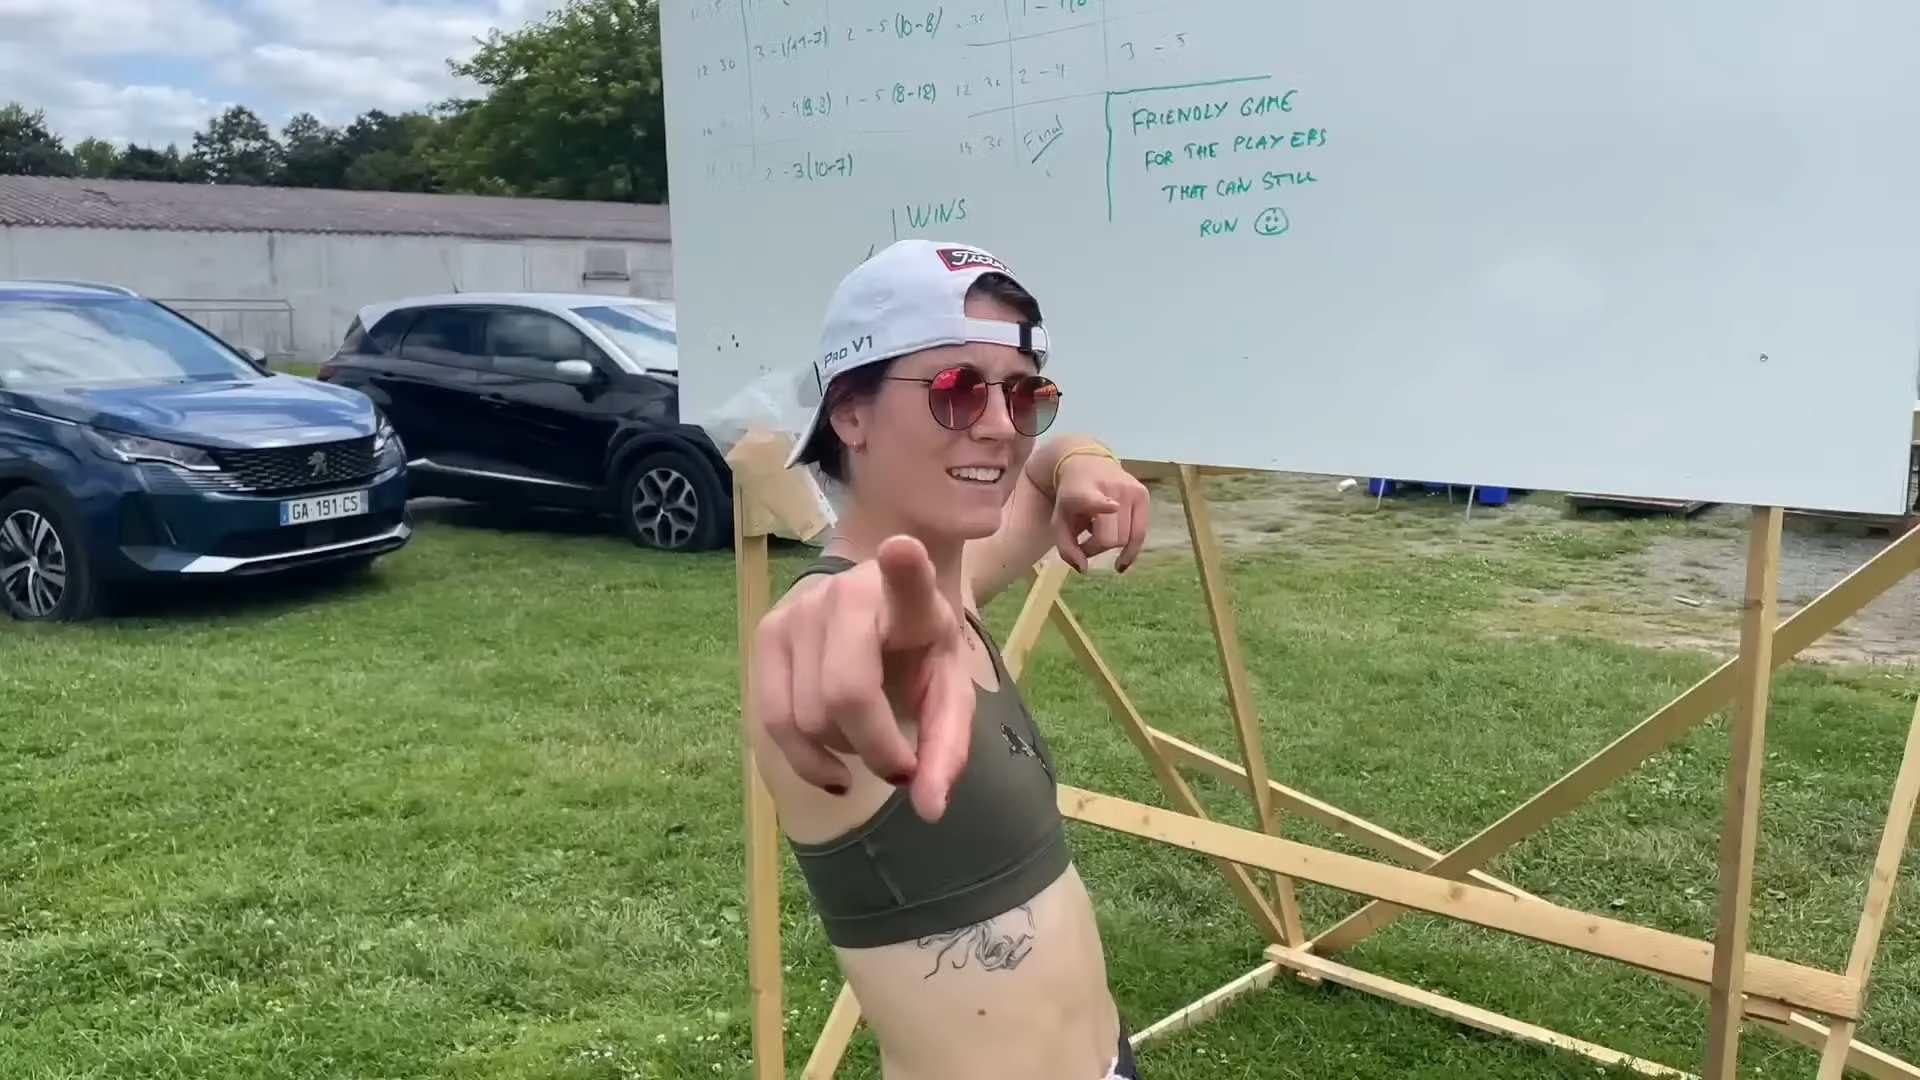 3 - 1(11-7) 2 - 5 (10-8)
12 30 2 - 4 3 - 5
1 - 5 (8-12)
2 - 3(10-7)
Final
WINS
FRIENDLY GAME
FOR THE PLAYERS
THAT CAN STILL
RUN
Titleist
PRO V1
GA 191 CS